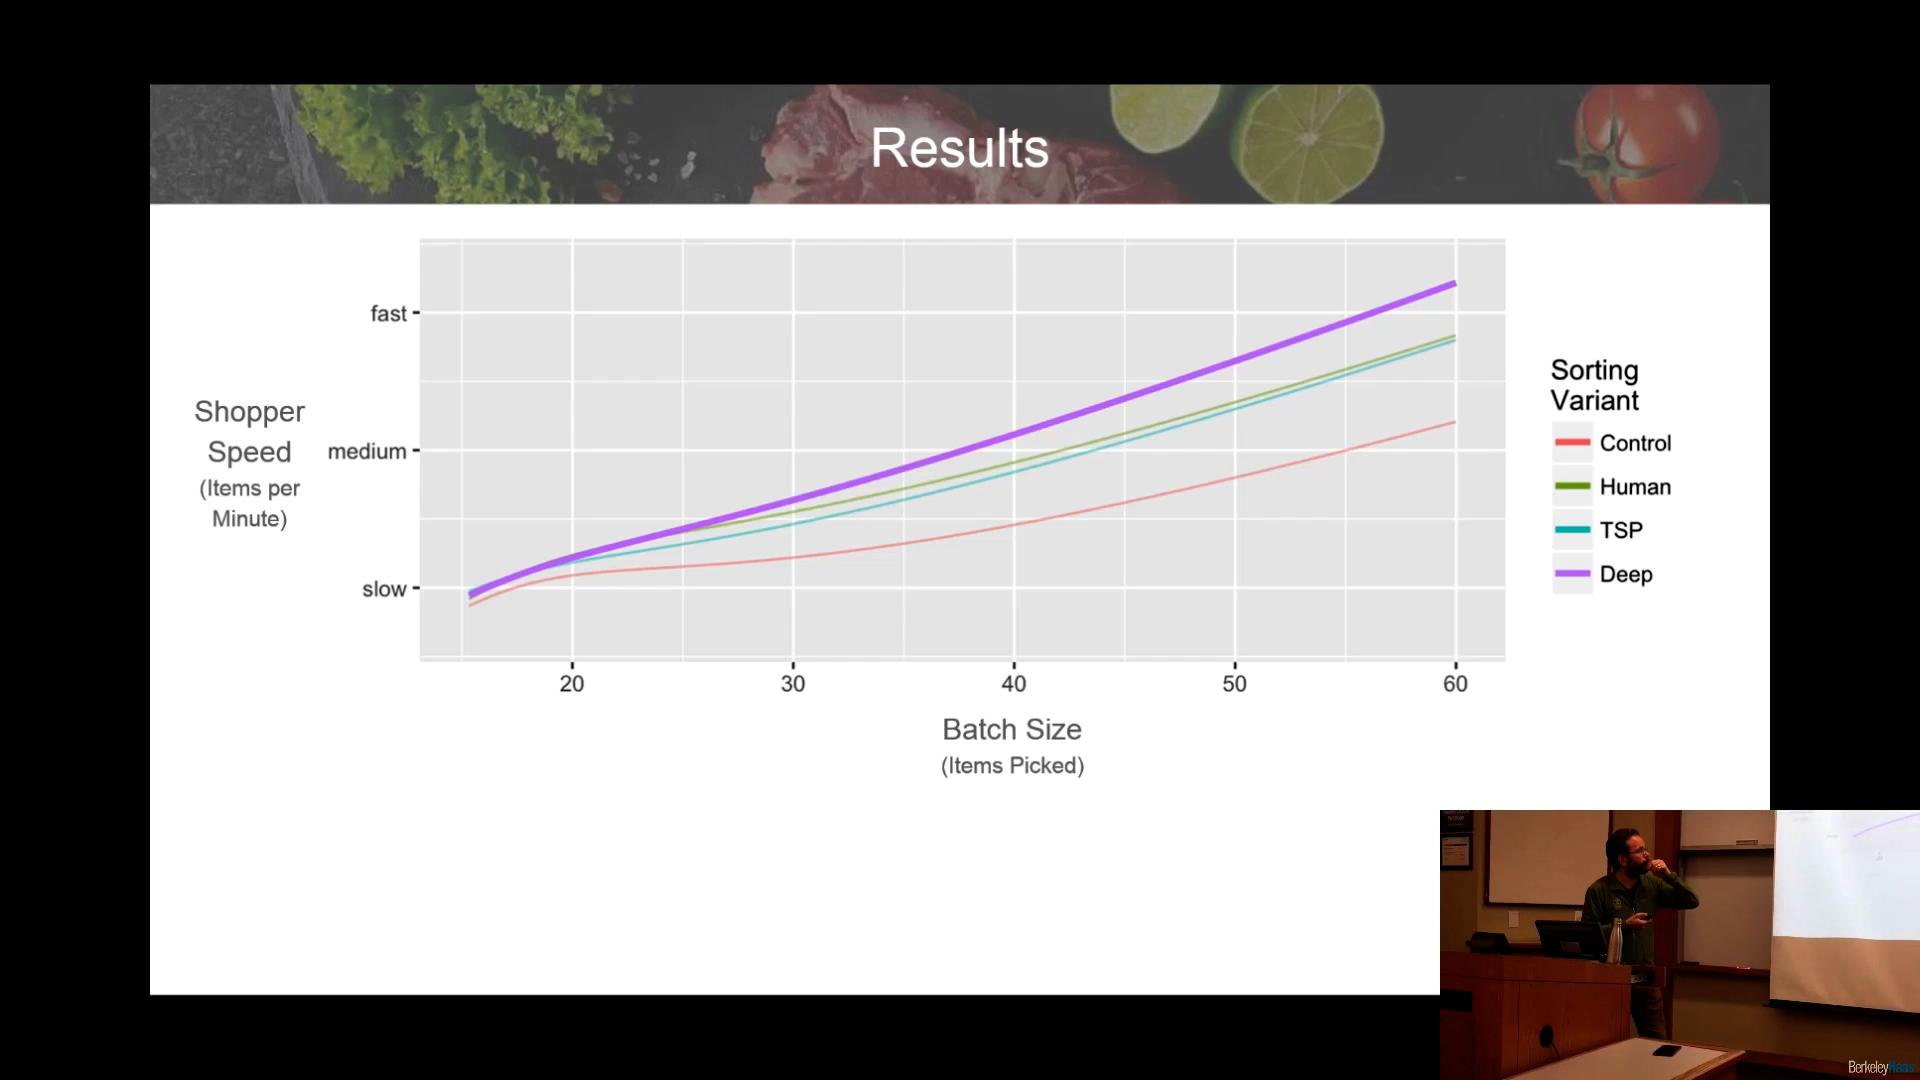 Results
fast
medium
slow
Shopper
Speed
(Items per
Minute)
20 30 40 50 60
Batch Size
(Items Picked)
Sorting
Variant
Control
Human
TSP
Deep
BerkeleyHaas